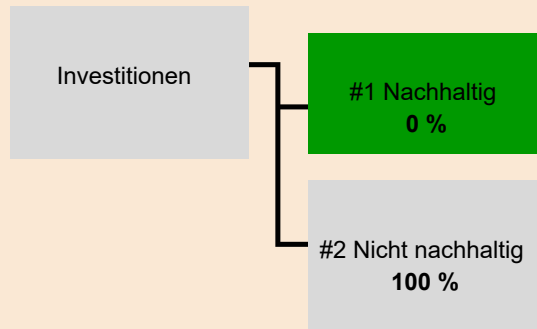 Investitionen
#1 Nachhaltig
0 %
#2 Nicht nachhaltig
100 %